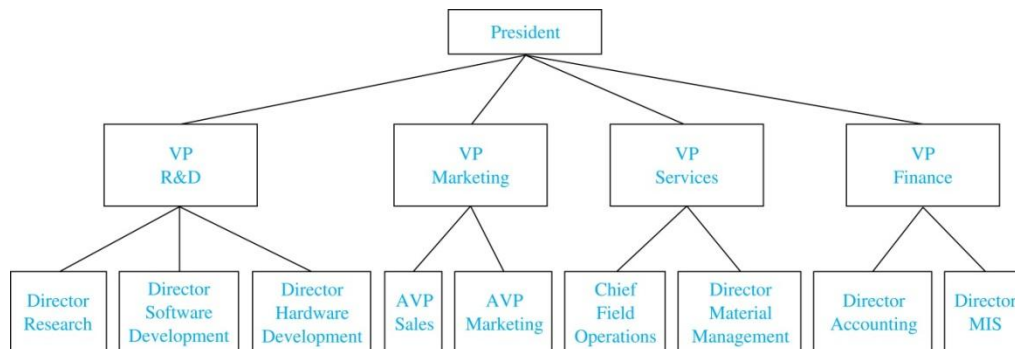 President
VP
R&D
VP
Marketing
VP
Services
VP
Finance
Director
Research
Director
Software
Development
Director
Hardware
Development
AVP
Sales
AVP
Marketing
Chief
Field
Operations
Director
Material
Management
Director
Accounting
Director
MIS